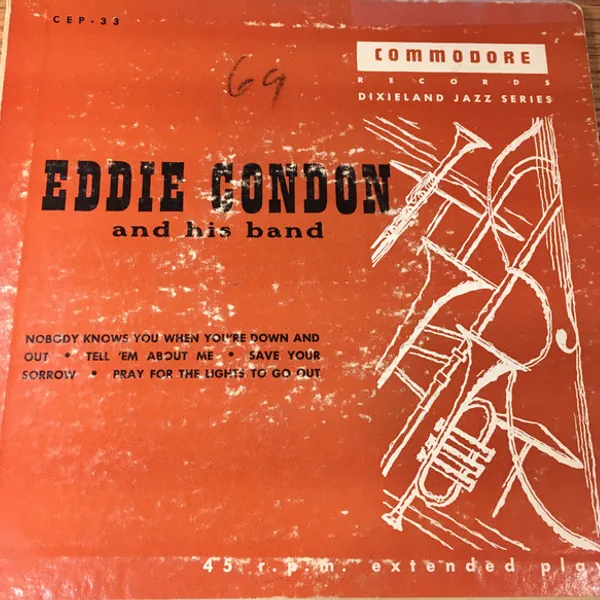 CEP-33
69
COMMODORE
RECORDS
DIXIELAND JAZZ SERIES
EDDIE CONDON
and his band
NOBODY KNOWS YOU WHEN YOU'RE DOWN AND
OUT • TELL 'EM ABOUT ME • SAVE YOUR
SORROW • PRAY FOR THE LIGHTS TO GO OUT
45 r.p.m. extended play